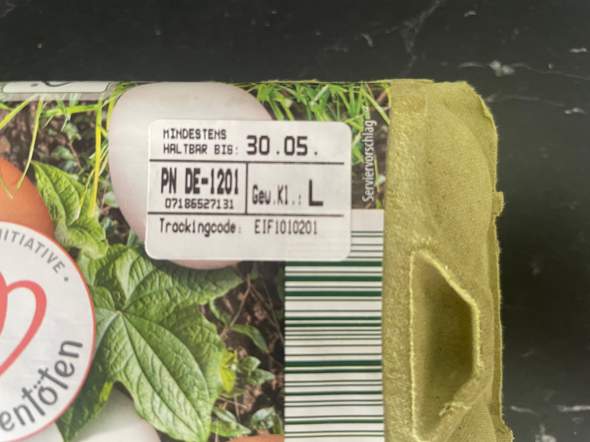 MINDESTENS
HALTBAR BIS: 30.05.
PN DE-1201
07186527131
Gew.Kl.: L
Trackingcode: EIF1010201
Serviervorschlag
INITIATIVE •